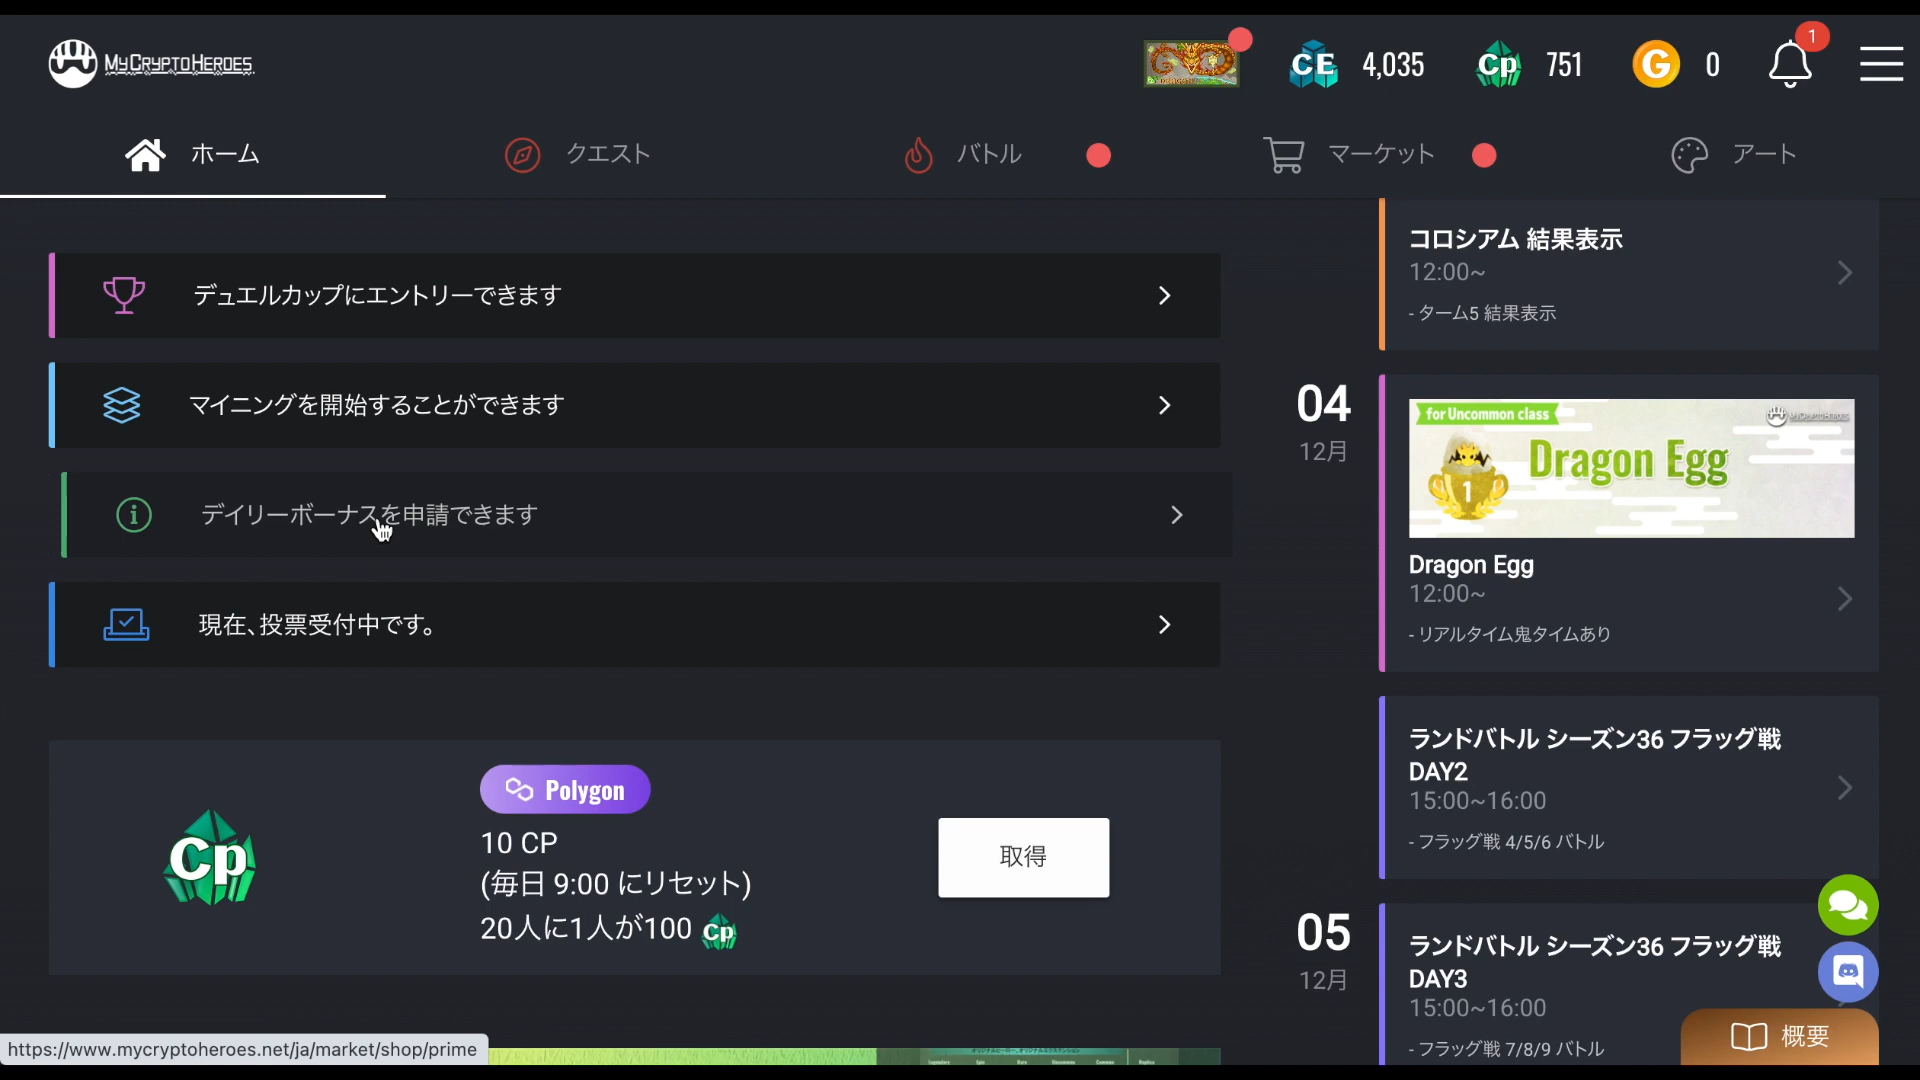 MyCryptoHeroes
CE 4,035
Cp 751
G 0
1
ホーム
クエスト
バトル
マーケット
アート
デュエルカップにエントリーできます
マイニングを開始することができます
デイリーボーナスを申請できます
現在、投票受付中です。
Cp
Polygon
10 CP
(毎日 9:00 にリセット)
20人に1人が100 Cp
取得
コロシアム 結果表示
12:00~
- ターム5 結果表示
04
12月
for Uncommon class
MyCryptoHeroes
1
Dragon Egg
Dragon Egg
12:00~
- リアルタイム鬼タイムあり
ランドバトル シーズン36 フラッグ戦
DAY2
15:00~16:00
- フラッグ戦 4/5/6 バトル
05
12月
ランドバトル シーズン36 フラッグ戦
DAY3
15:00~16:00
- フラッグ戦 7/8/9 バトル
概要
https://www.mycryptoheroes.net/ja/market/shop/prime